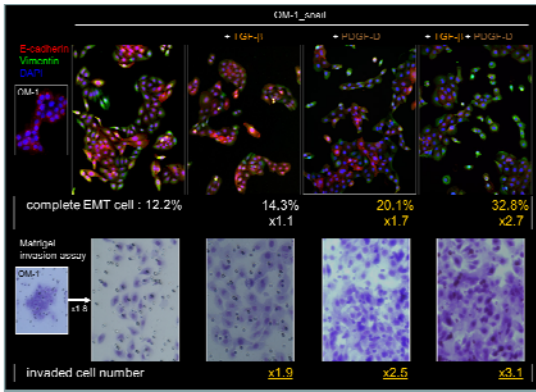 OM-1_snail
+ TGF-β1
+ PDGF-D
+ TGF-β1 + PDGF-D
E-cadherin
Vimentin
DAPI
OM-1
complete EMT cell : 12.2%
14.3%
20.1%
32.8%
x1.1
x1.7
x2.7
Matrigel
invasion assay
OM-1
x1.8
invaded cell number
x1.9
x2.5
x3.1